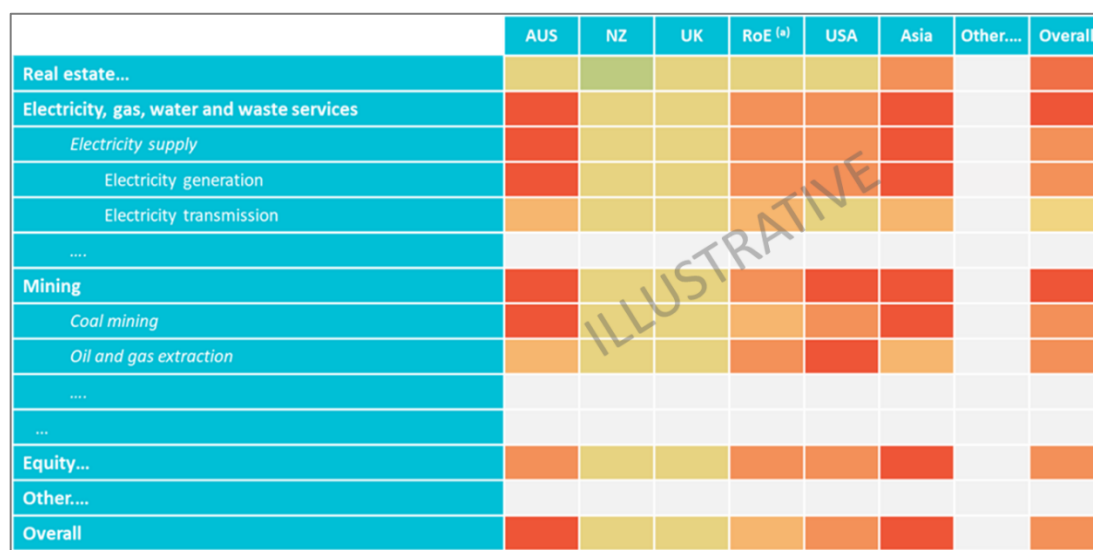 AUS NZ UK RoE (a) USA Asia Other.... Overall
Real estate...
Electricity, gas, water and waste services
Electricity supply
Electricity generation
Electricity transmission
....
Mining
Coal mining
Oil and gas extraction
....
...
Equity...
Other....
Overall
ILLUSTRATIVE